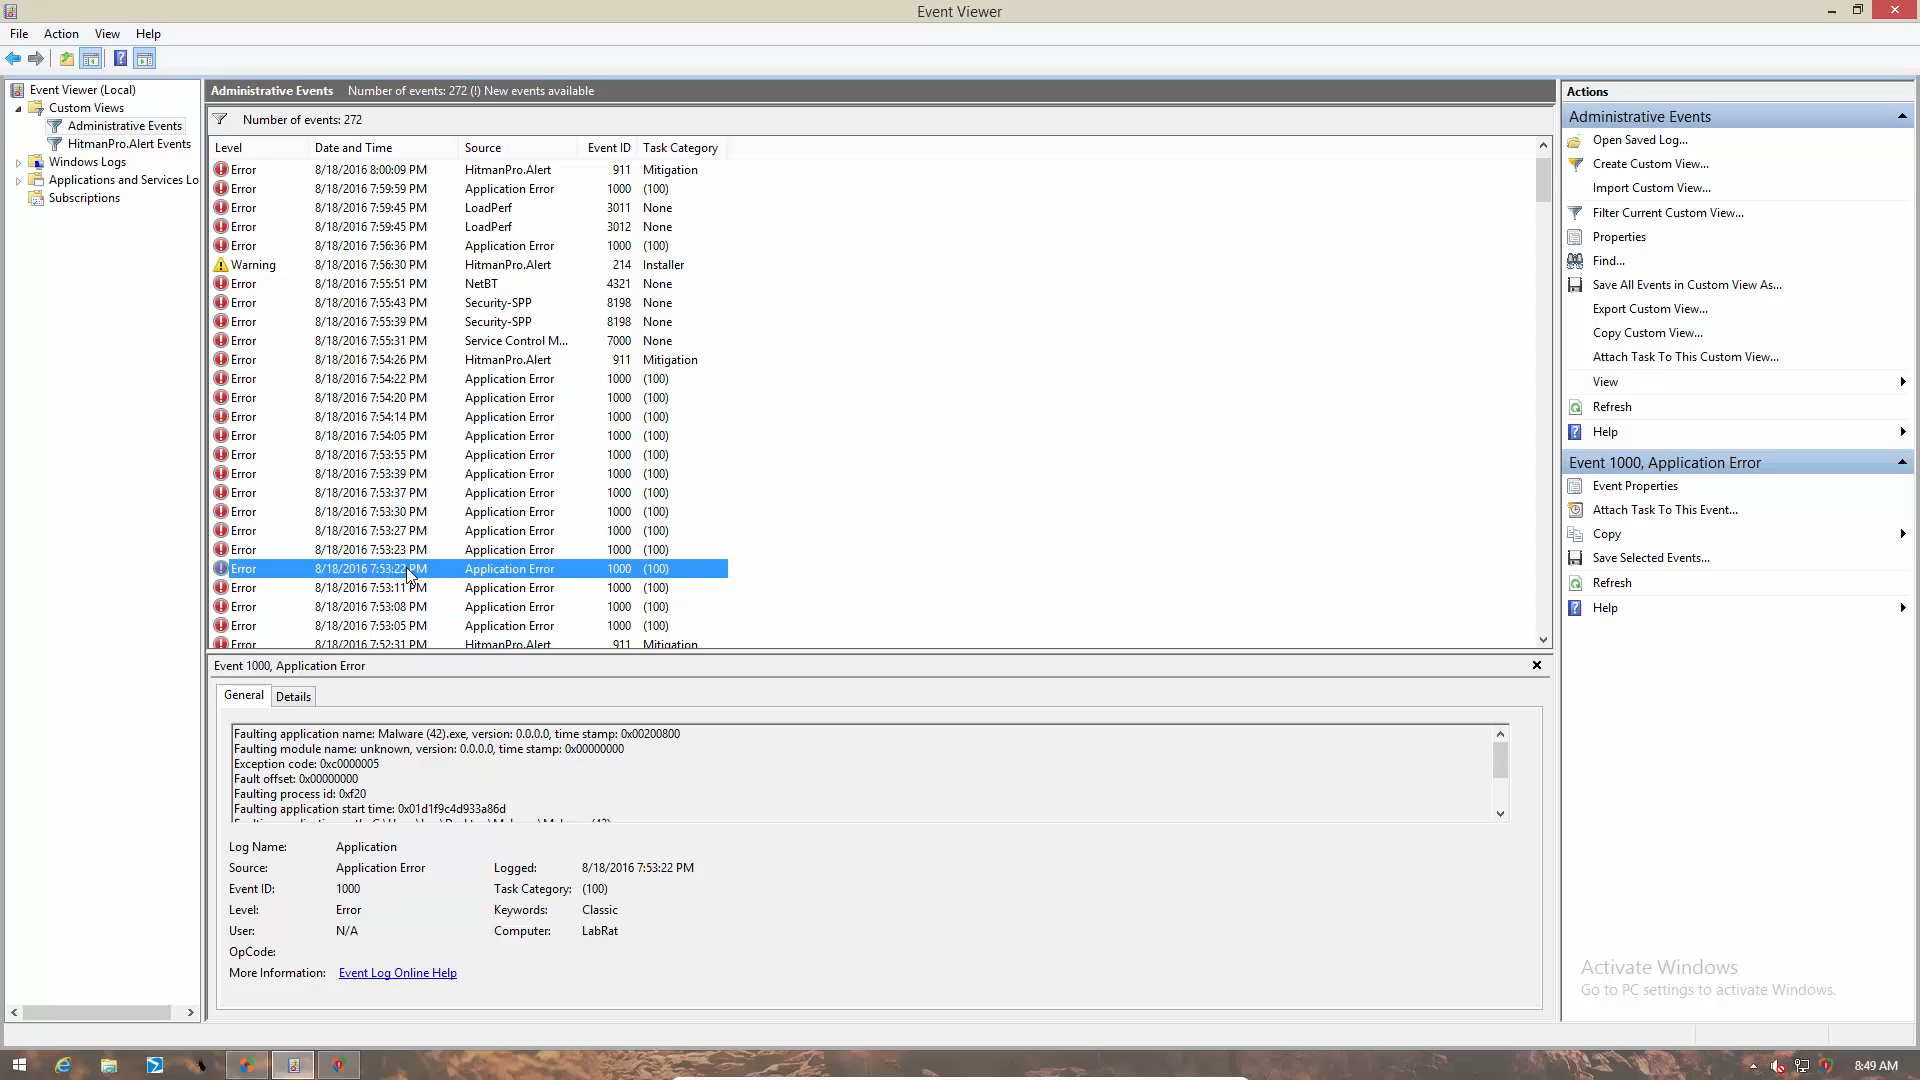 Event Viewer
File Action View Help
Event Viewer (Local)
Custom Views
Administrative Events
HitmanPro.Alert Events
Windows Logs
Applications and Services Lo
Subscriptions
Administrative Events Number of events: 272 (!) New events available
Number of events: 272
Level Date and Time Source Event ID Task Category
Error 8/18/2016 8:00:09 PM HitmanPro.Alert 911 Mitigation
Error 8/18/2016 7:59:59 PM Application Error 1000 (100)
Error 8/18/2016 7:59:45 PM LoadPerf 3011 None
Error 8/18/2016 7:59:45 PM LoadPerf 3012 None
Error 8/18/2016 7:56:36 PM Application Error 1000 (100)
Warning 8/18/2016 7:56:30 PM HitmanPro.Alert 214 Installer
Error 8/18/2016 7:55:51 PM NetBT 4321 None
Error 8/18/2016 7:55:43 PM Security-SPP 8198 None
Error 8/18/2016 7:55:39 PM Security-SPP 8198 None
Error 8/18/2016 7:55:31 PM Service Control M... 7000 None
Error 8/18/2016 7:54:26 PM HitmanPro.Alert 911 Mitigation
Error 8/18/2016 7:54:22 PM Application Error 1000 (100)
Error 8/18/2016 7:54:20 PM Application Error 1000 (100)
Error 8/18/2016 7:54:14 PM Application Error 1000 (100)
Error 8/18/2016 7:54:05 PM Application Error 1000 (100)
Error 8/18/2016 7:53:55 PM Application Error 1000 (100)
Error 8/18/2016 7:53:39 PM Application Error 1000 (100)
Error 8/18/2016 7:53:37 PM Application Error 1000 (100)
Error 8/18/2016 7:53:30 PM Application Error 1000 (100)
Error 8/18/2016 7:53:27 PM Application Error 1000 (100)
Error 8/18/2016 7:53:23 PM Application Error 1000 (100)
Error 8/18/2016 7:53:22 PM Application Error 1000 (100)
Error 8/18/2016 7:53:11 PM Application Error 1000 (100)
Error 8/18/2016 7:53:08 PM Application Error 1000 (100)
Error 8/18/2016 7:53:05 PM Application Error 1000 (100)
Error 8/18/2016 7:52:31 PM HitmanPro.Alert 911 Mitigation
Event 1000, Application Error
General Details
Faulting application name: Malware (42).exe, version: 0.0.0.0, time stamp: 0x00200800
Faulting module name: unknown, version: 0.0.0.0, time stamp: 0x00000000
Exception code: 0xc0000005
Fault offset: 0x00000000
Faulting process id: 0xf20
Faulting application start time: 0x01d1f9c4d933a86d
Log Name: Application
Source: Application Error Logged: 8/18/2016 7:53:22 PM
Event ID: 1000 Task Category: (100)
Level: Error Keywords: Classic
User: N/A Computer: LabRat
OpCode:
More Information: Event Log Online Help
Actions
Administrative Events
Open Saved Log...
Create Custom View...
Import Custom View...
Filter Current Custom View...
Properties
Find...
Save All Events in Custom View As...
Export Custom View...
Copy Custom View...
Attach Task To This Custom View...
View
Refresh
Help
Event 1000, Application Error
Event Properties
Attach Task To This Event...
Copy
Save Selected Events...
Refresh
Help
Activate Windows
Go to PC settings to activate Windows.
8:49 AM